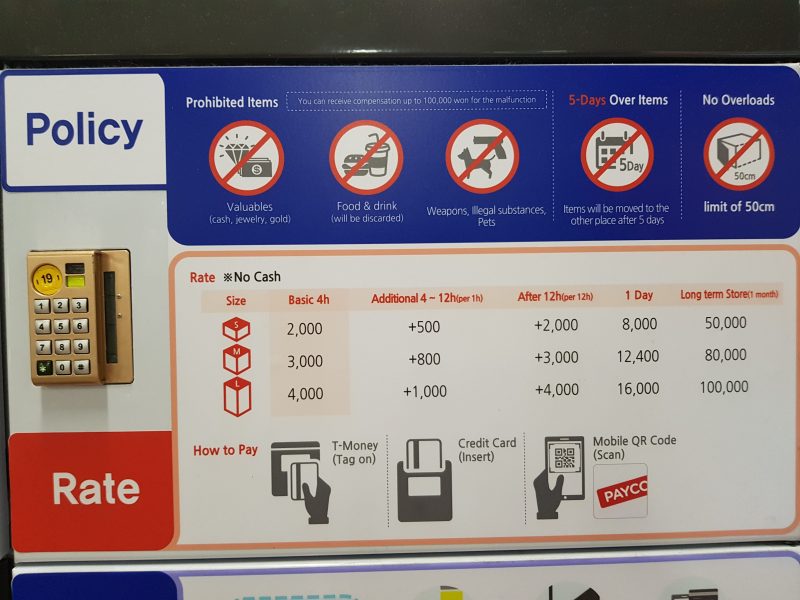 Policy
Prohibited Items
You can receive compensation up to 100,000 won for the malfunction
Valuables
(cash, jewelry, gold)
Food & drink
(will be discarded)
Weapons, Illegal substances,
Pets
5-Days Over Items
5Day
Items will be moved to the
other place after 5 days
No Overloads
50cm
limit of 50cm
19
1 2 3
4 5 6
7 8 9
* 0 #
Rate ※No Cash
Size Basic 4h Additional 4 ~ 12h(per 1h) After 12h(per 12h) 1 Day Long term Store(1 month)
S 2,000 +500 +2,000 8,000 50,000
M 3,000 +800 +3,000 12,400 80,000
L 4,000 +1,000 +4,000 16,000 100,000
How to Pay
T-Money
(Tag on)
Credit Card
(Insert)
Mobile QR Code
(Scan)
PAYCO
Rate